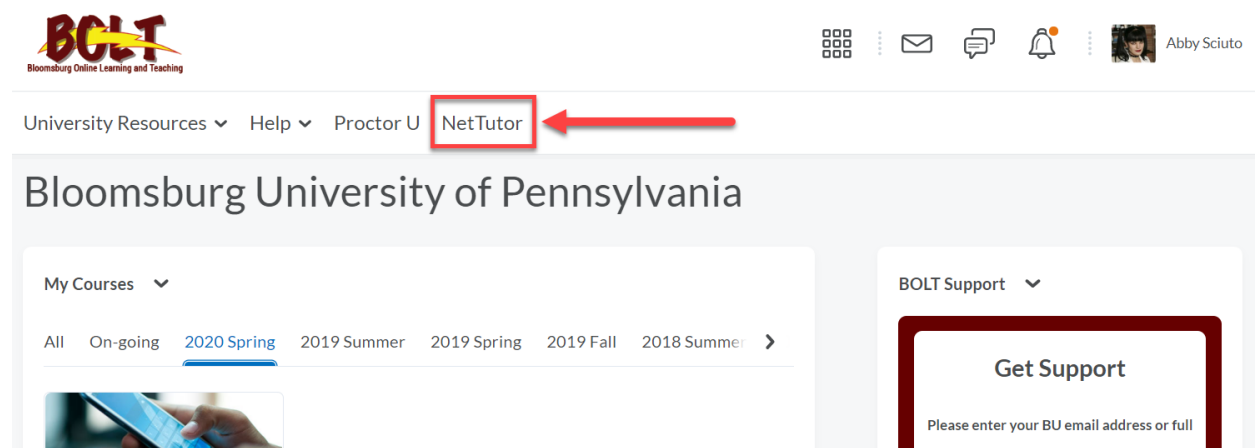 BOLT
Bloomsburg Online Learning and Teaching
Abby Sciuto
University Resources Help Proctor U NetTutor
Bloomsburg University of Pennsylvania
My Courses
All On-going 2020 Spring 2019 Summer 2019 Spring 2019 Fall 2018 Summer
BOLT Support
Get Support
Please enter your BU email address or full